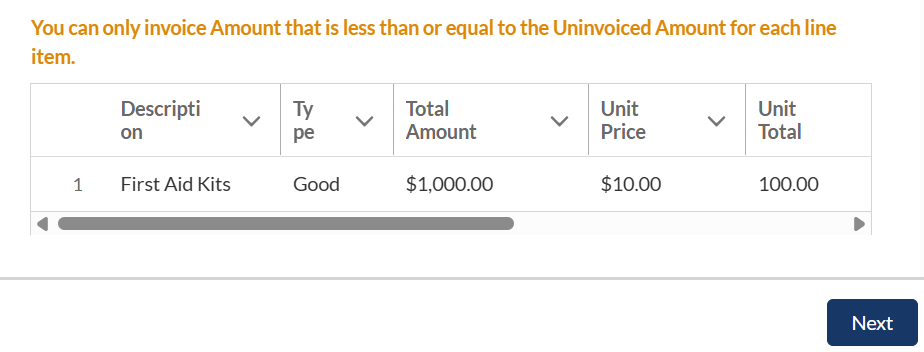 You can only invoice Amount that is less than or equal to the Uninvoiced Amount for each line
item.
Descripti
on
Ty
pe
Total
Amount
Unit
Price
Unit
Total
1 First Aid Kits Good $1,000.00 $10.00 100.00
Next